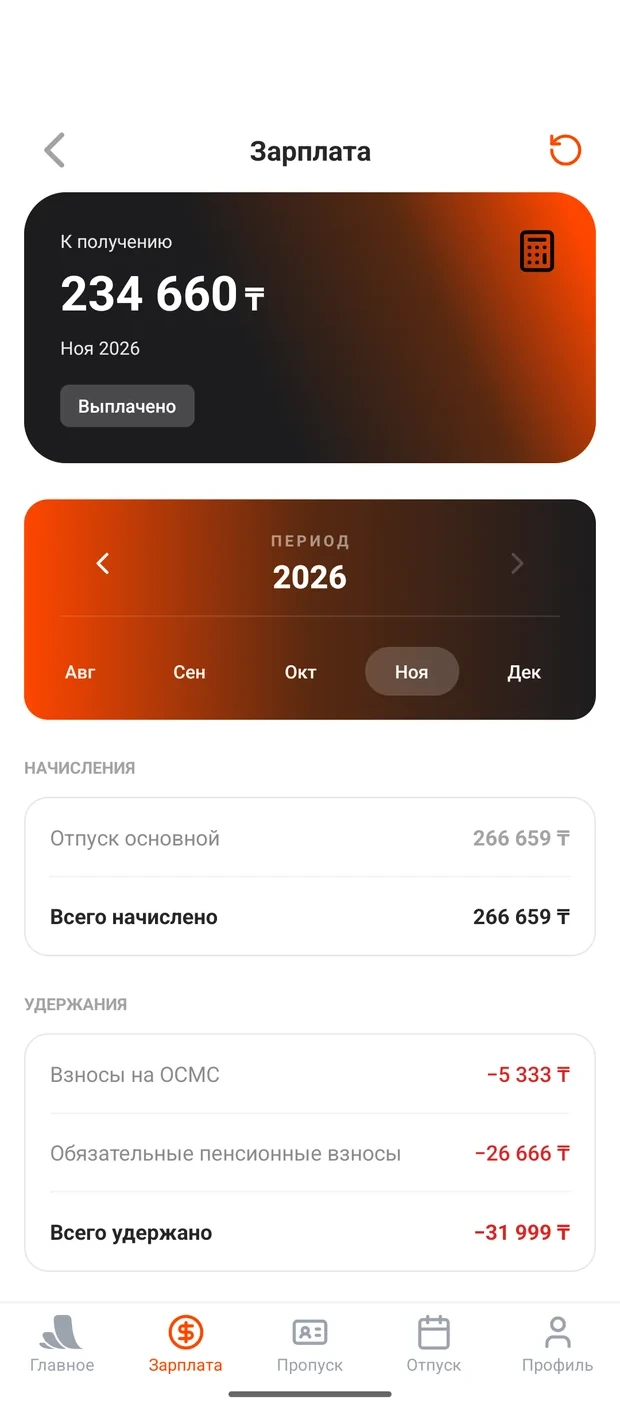 Зарплата
К получению
234 660 ₸
Ноя 2026
Выплачено
ПЕРИОД
2026
Авг Сен Окт Ноя Дек
НАЧИСЛЕНИЯ
Отпуск основной 266 659 ₸
Всего начислено 266 659 ₸
УДЕРЖАНИЯ
Взносы на ОСМС −5 333 ₸
Обязательные пенсионные взносы −26 666 ₸
Всего удержано −31 999 ₸
Главное Зарплата Пропуск Отпуск Профиль